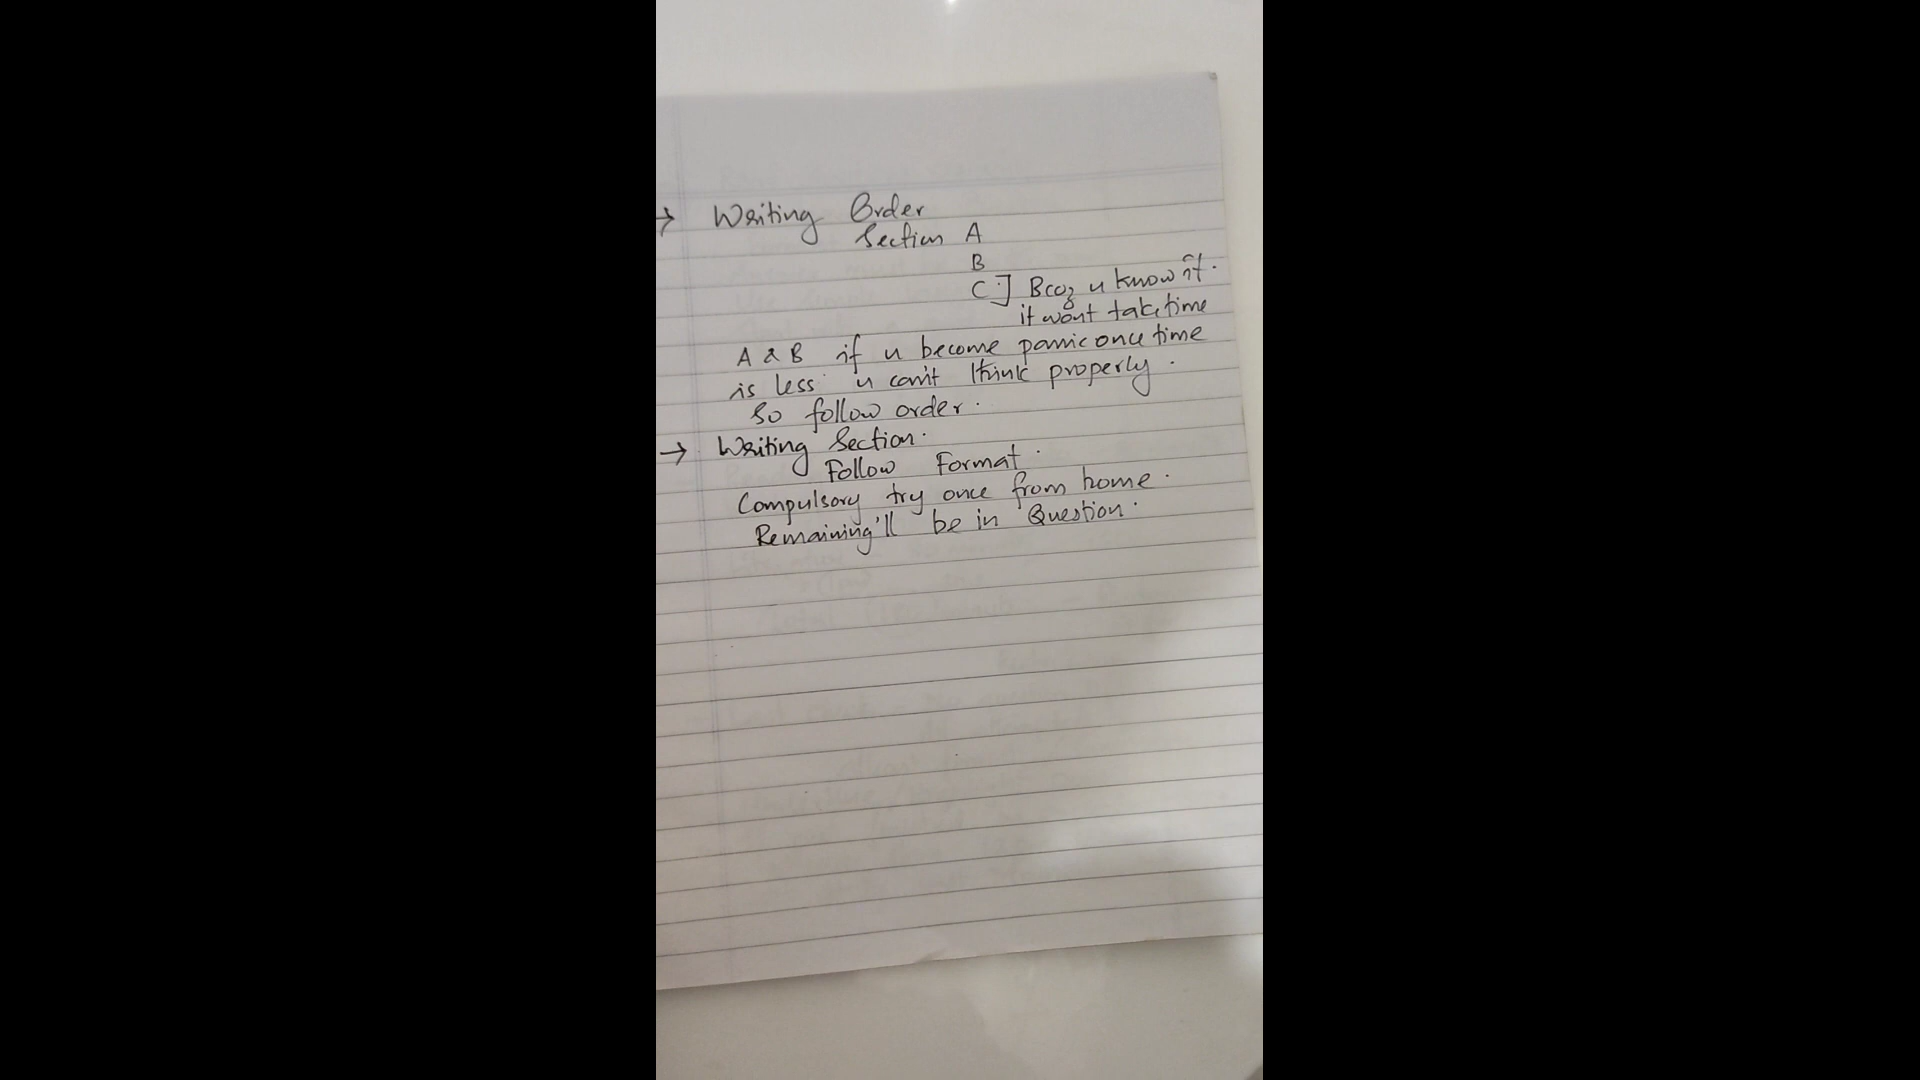 → Writing Order
Section A
B
C] Bcoz u know it.
it won't take time
A & B if u become panic once time
is less u can't think properly.
So follow order.
→ Writing Section.
Follow Format.
Compulsory try once from home.
Remaining'll be in Question.